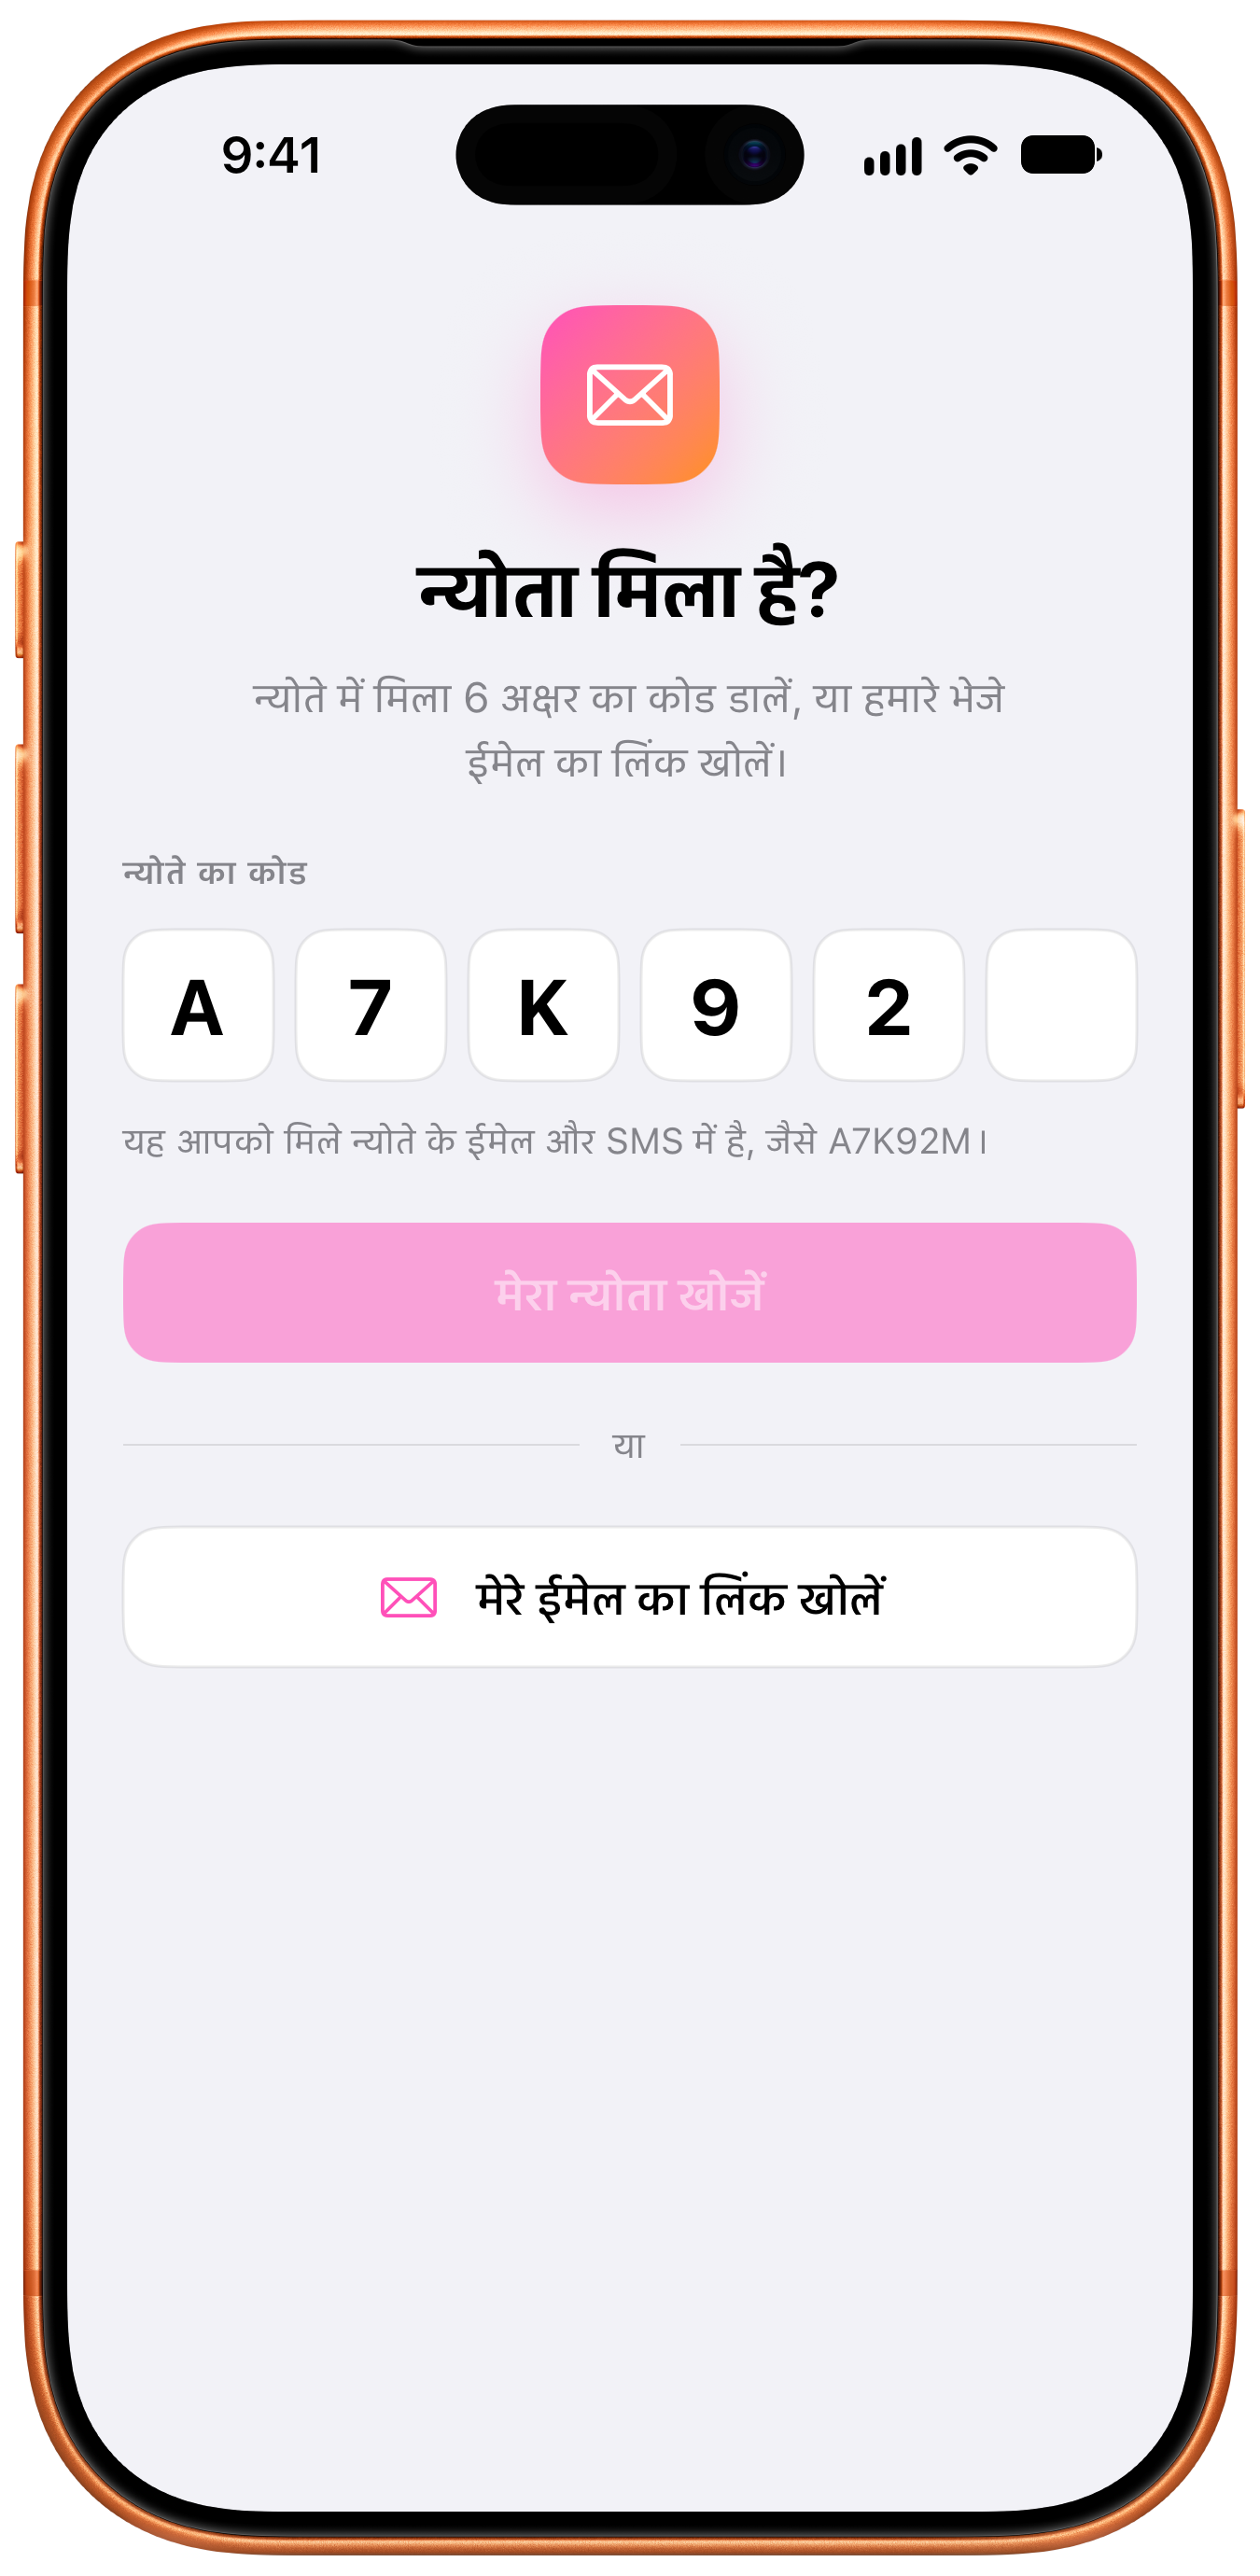 9:41
न्योता मिला है?
न्योते में मिला 6 अक्षर का कोड डालें, या हमारे भेजे
ईमेल का लिंक खोलें।
न्योते का कोड
A 7 K 9 2
यह आपको मिले न्योते के ईमेल और SMS में है, जैसे A7K92M।
मेरा न्योता खोजें
या
मेरे ईमेल का लिंक खोलें